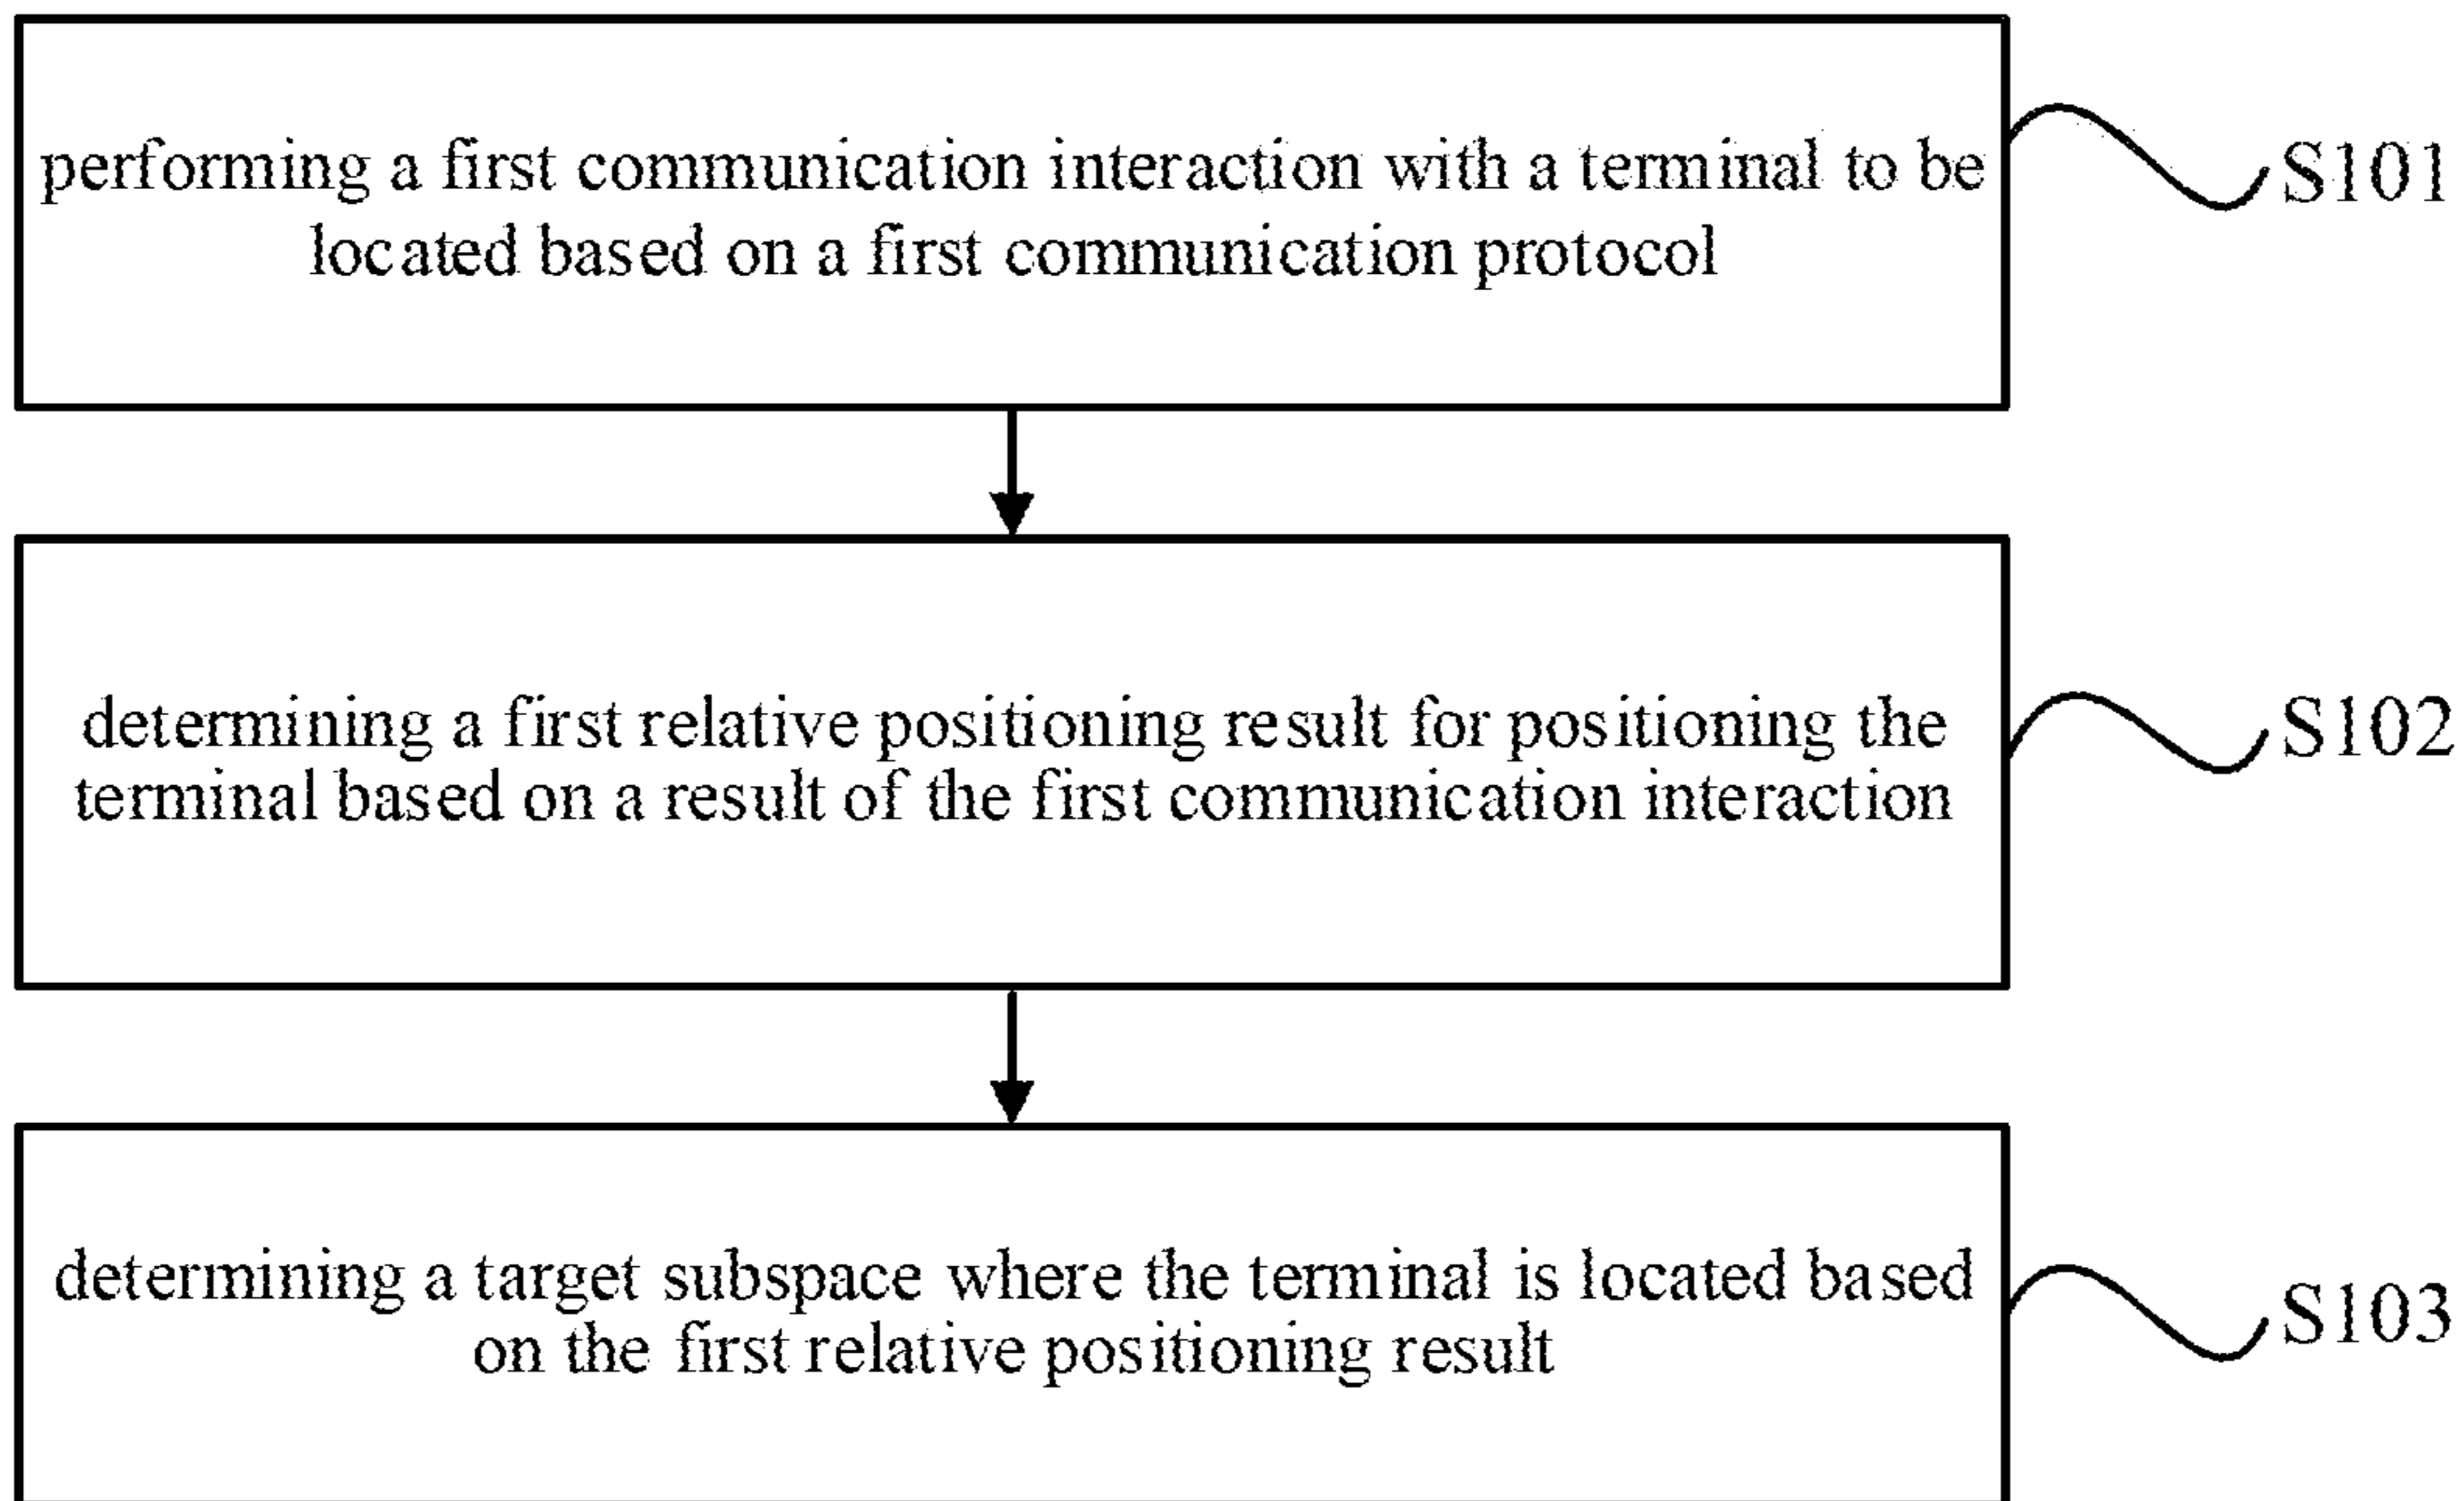 performing a first communication interaction with a terminal to be
located based on a first communication protocol
S101
determining a first relative positioning result for positioning the
terminal based on a result of the first communication interaction
S102
determining a target subspace where the terminal is located based
on the first relative positioning result
S103